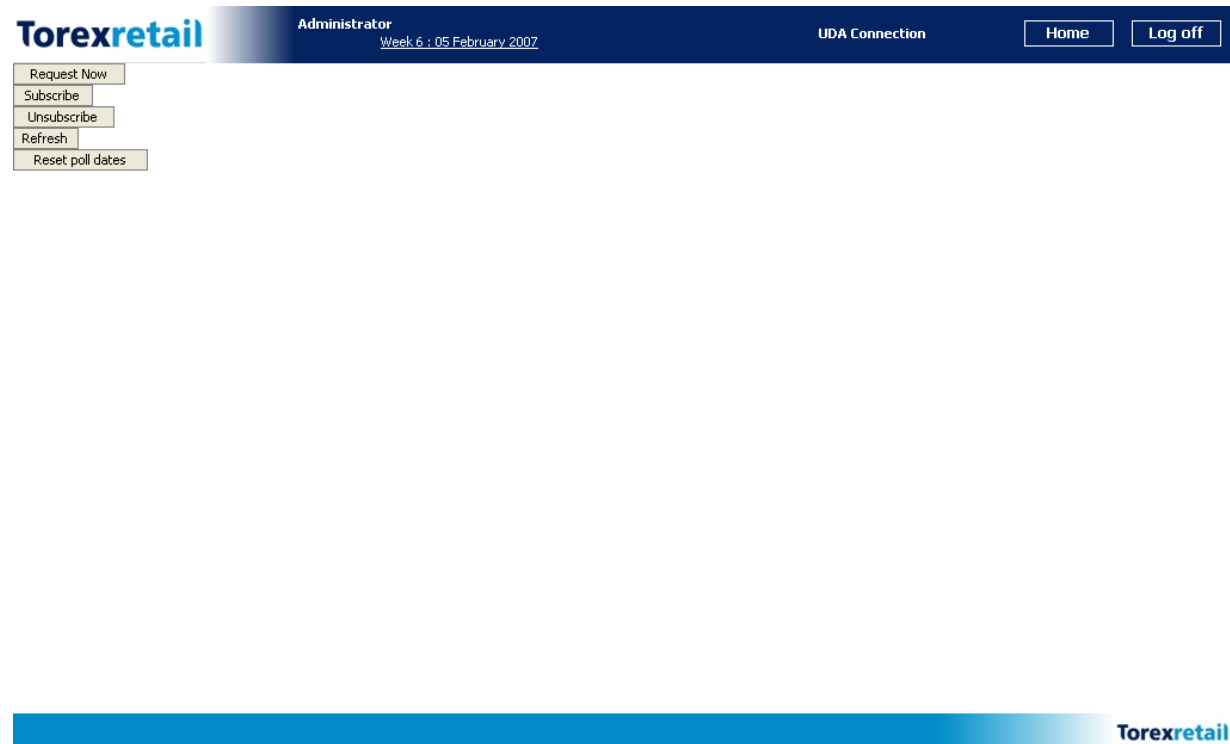 Torexretail
Administrator
Week 6 : 05 February 2007
UDA Connection
Home
Log off
Request Now
Subscribe
Unsubscribe
Refresh
Reset poll dates
Torexretail